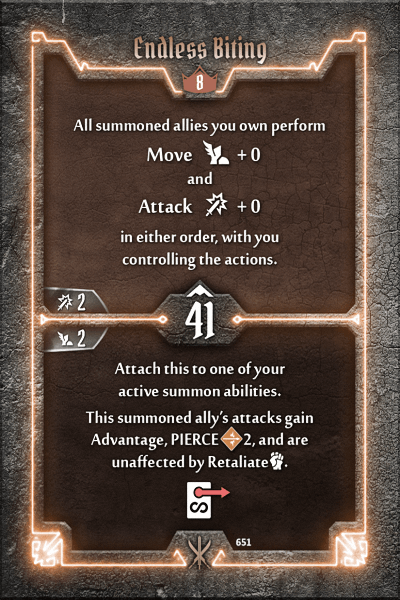 Endless Biting
8
All summoned allies you own perform
Move + 0
and
Attack + 0
in either order, with you
controlling the actions.
2
41
2
Attach this to one of your
active summon abilities.
This summoned ally's attacks gain
Advantage, PIERCE 2, and are
unaffected by Retaliate .
S
651